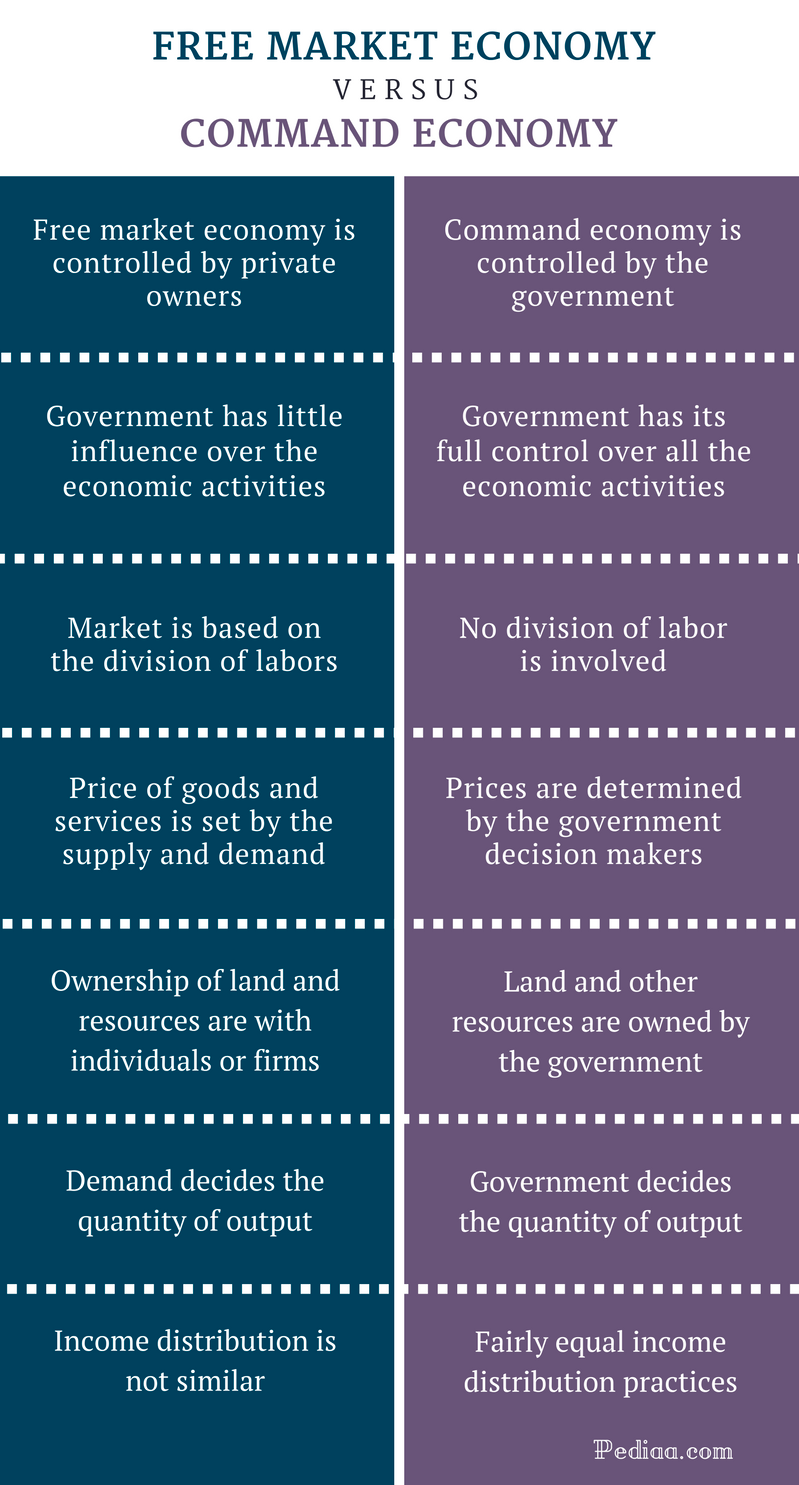 FREE MARKET ECONOMY
VERSUS
COMMAND ECONOMY
Free market economy is
controlled by private
owners
Command economy is
controlled by the
government
Government has little
influence over the
economic activities
Government has its
full control over all the
economic activities
Market is based on
the division of labors
No division of labor
is involved
Price of goods and
services is set by the
supply and demand
Prices are determined
by the government
decision makers
Ownership of land and
resources are with
individuals or firms
Land and other
resources are owned by
the government
Demand decides the
quantity of output
Government decides
the quantity of output
Income distribution is
not similar
Fairly equal income
distribution practices
Pediaa.com